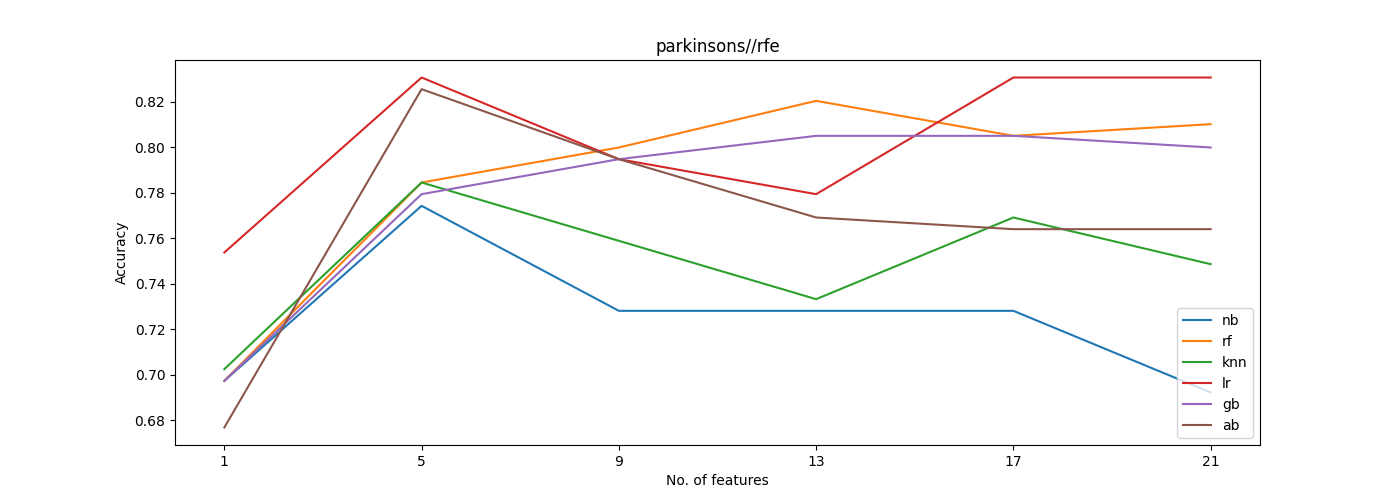 parkinsons//rfe
Accuracy
0.82
0.80
0.78
0.76
0.74
0.72
0.70
0.68
1 5 9 13 17 21
No. of features
nb
rf
knn
lr
gb
ab